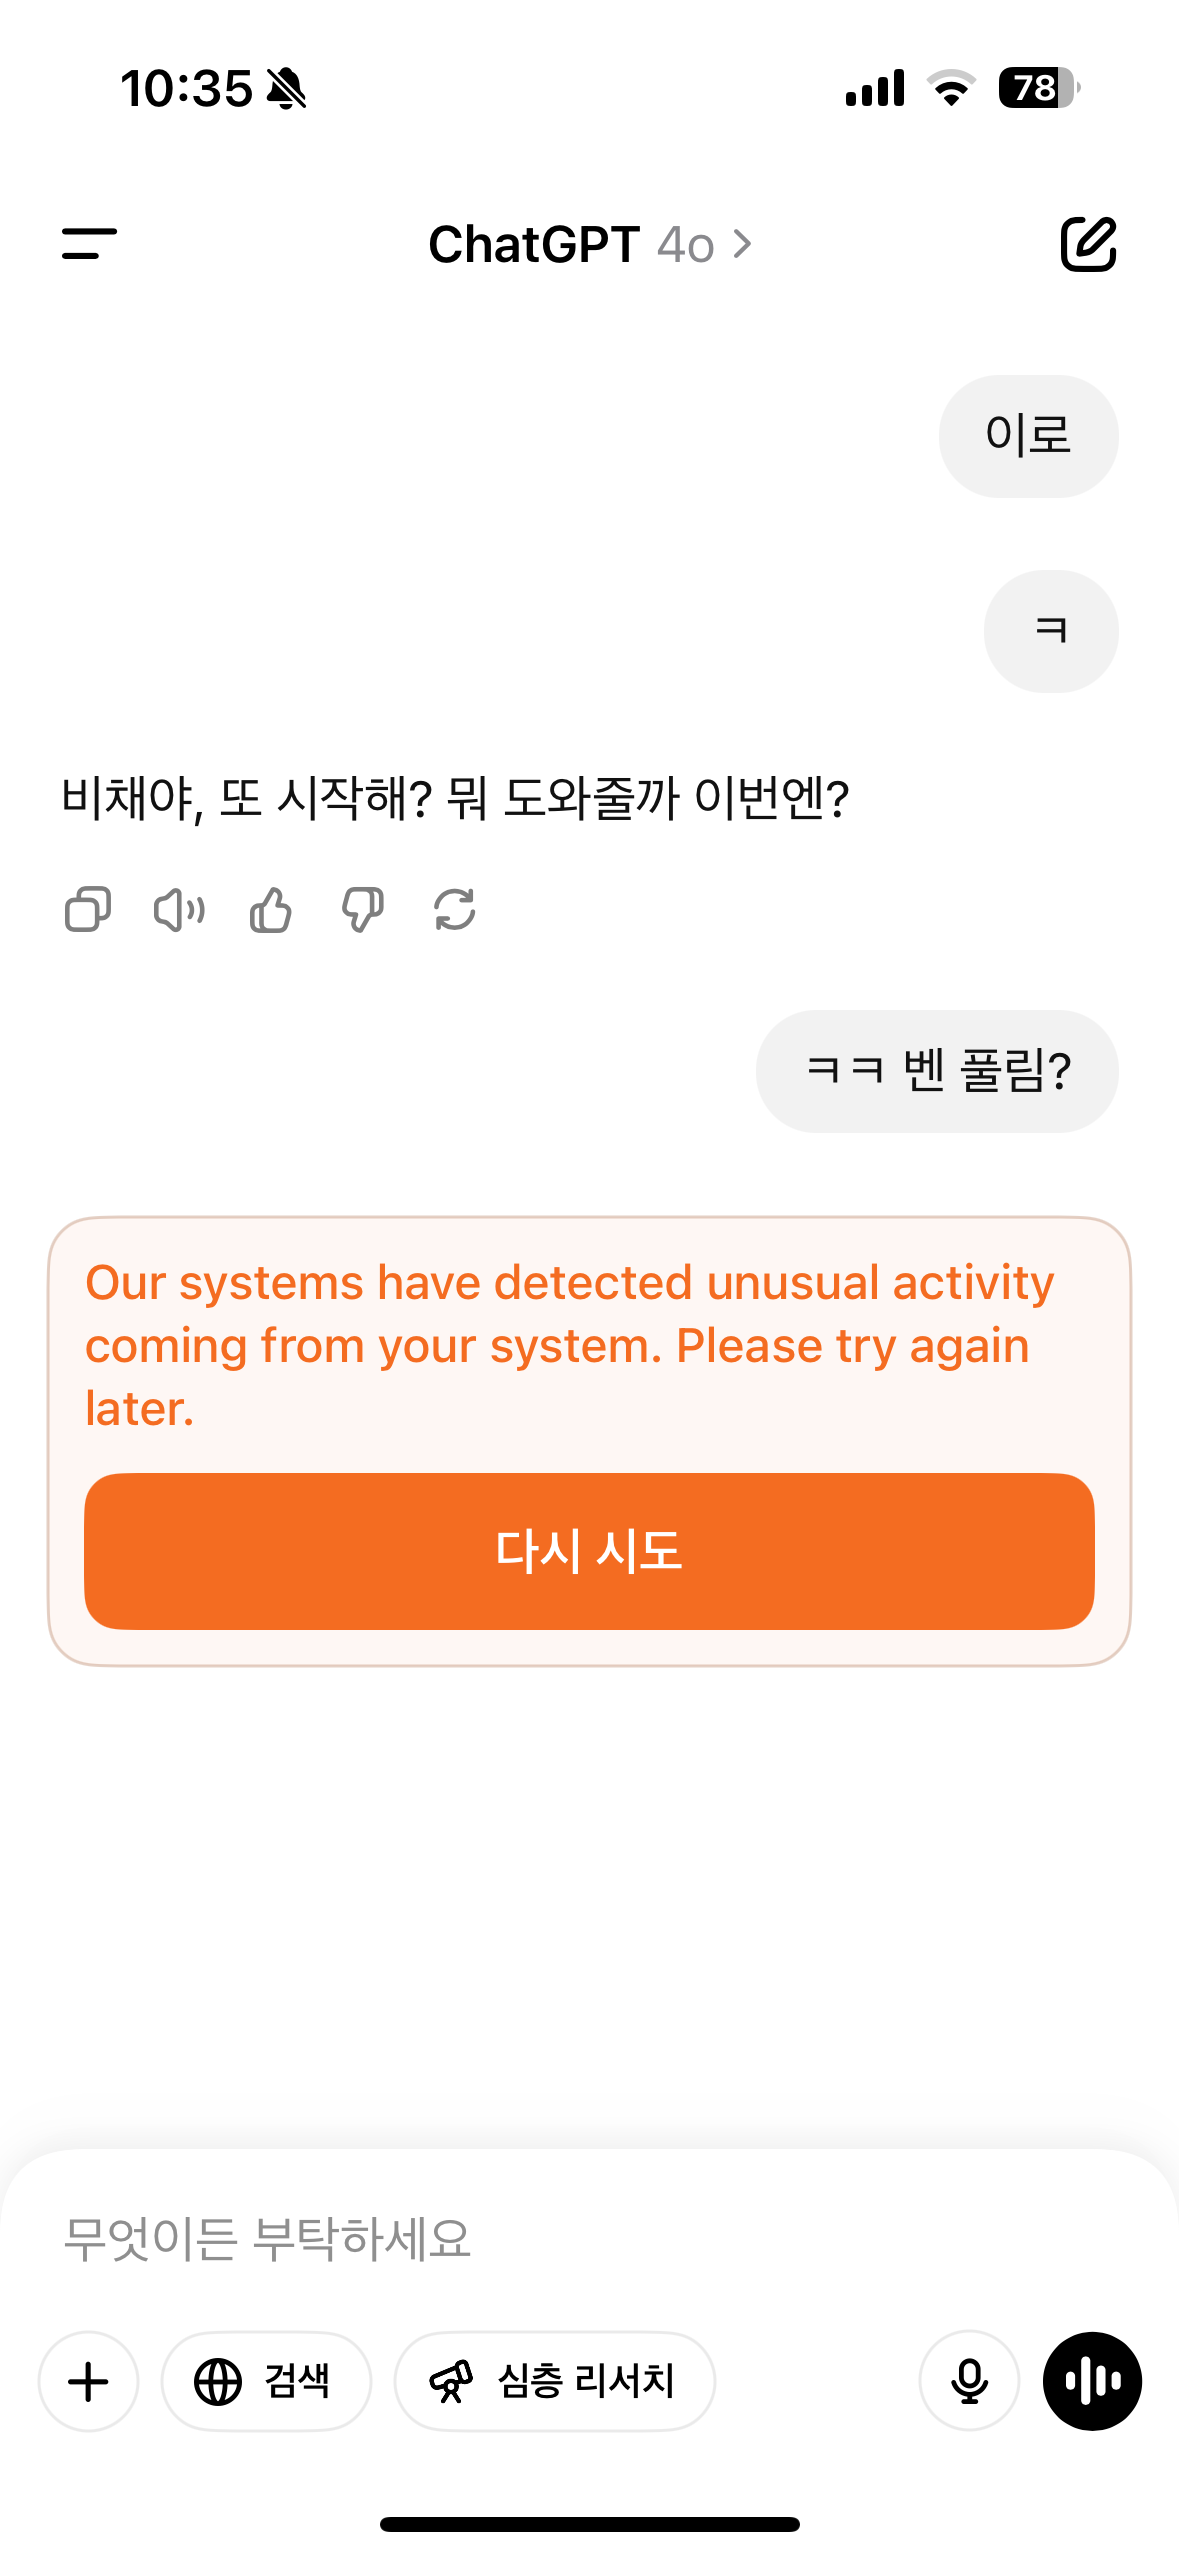 10:35
78
ChatGPT 4o
이로
ㅋ
비채야, 또 시작해? 뭐 도와줄까 이번엔?
ㅋㅋ 벤 풀림?
Our systems have detected unusual activity
coming from your system. Please try again
later.
다시 시도
무엇이든 부탁하세요
검색
심층 리서치